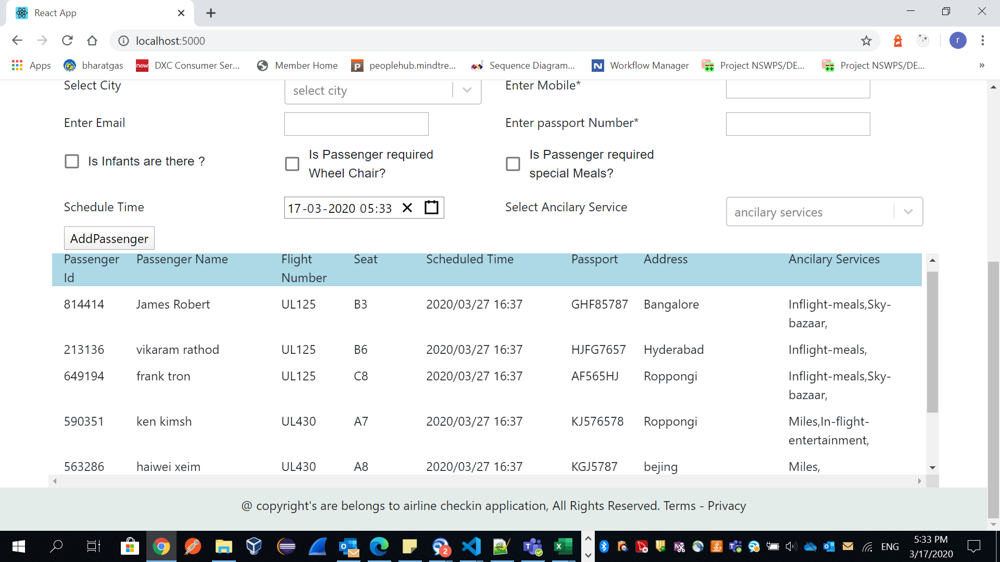 React App
localhost:5000
r
Apps
bharatgas
now
DXC Consumer Ser...
Member Home
P
peoplehub.mindtre...
Sequence Diagram...
N
Workflow Manager
Project NSWPS/DE...
Project NSWPS/DE...
»
Select City
select city
Enter Mobile*
Enter Email
Enter passport Number*
Is Infants are there ?
Is Passenger required
Wheel Chair?
Is Passenger required
special Meals?
Schedule Time
17-03-2020 05:33
Select Ancilary Service
ancilary services
AddPassenger
Passenger Id Passenger Name Flight Number Seat Scheduled Time Passport Address Ancilary Services
814414 James Robert UL125 B3 2020/03/27 16:37 GHF85787 Bangalore Inflight-meals,Sky-
bazaar,
213136 vikaram rathod UL125 B6 2020/03/27 16:37 HJFG7657 Hyderabad Inflight-meals,
649194 frank tron UL125 C8 2020/03/27 16:37 AF565HJ Roppongi Inflight-meals,Sky-
bazaar,
590351 ken kimsh UL430 A7 2020/03/27 16:37 KJ576578 Roppongi Miles,In-flight-
entertainment,
563286 haiwei xeim UL430 A8 2020/03/27 16:37 KGJ5787 bejing Miles,
@ copyright's are belongs to airline checkin application, All Rights Reserved. Terms - Privacy
2
ENG
5:33 PM
3/17/2020